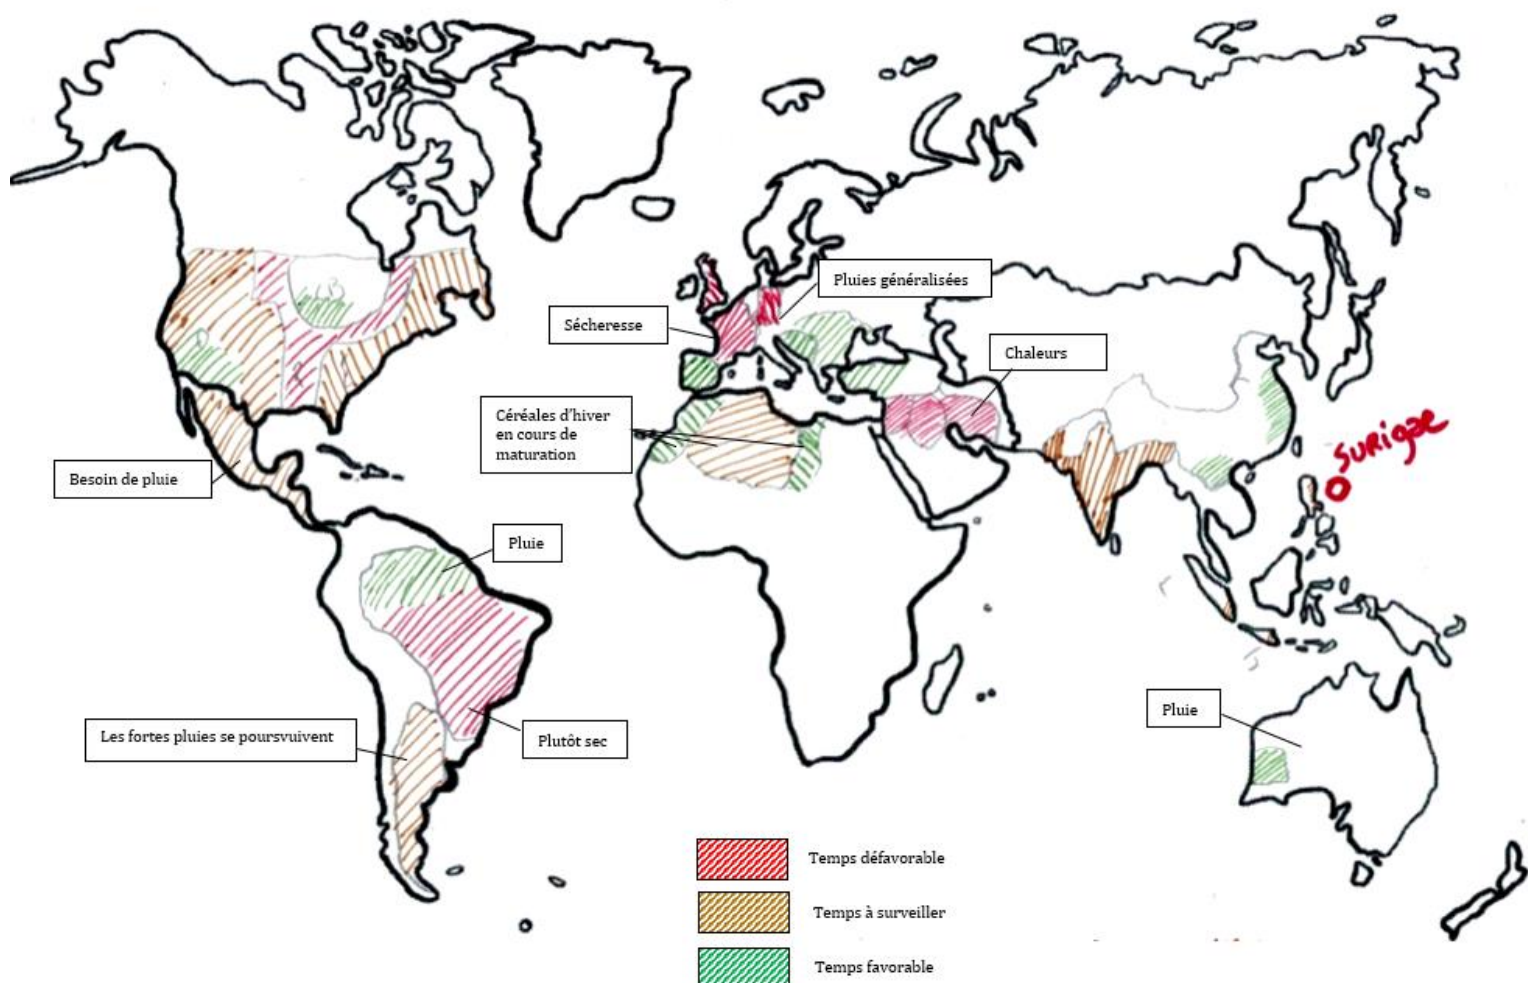 Pluies généralisées
Sécheresse
Chaleurs
Céréales d'hiver
en cours de
maturation
SURIGAE
Besoin de pluie
Pluie
Pluie
Les fortes pluies se poursvuivent
Plutôt sec
Temps défavorable
Temps à surveiller
Temps favorable